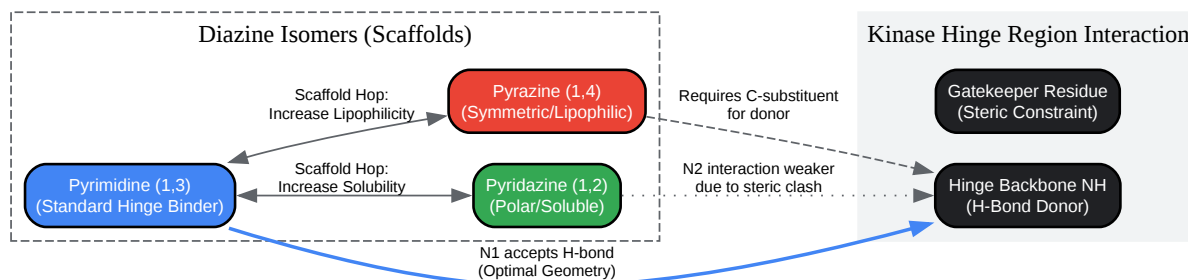 Diazine Isomers (Scaffolds)
Kinase Hinge Region Interaction
Scaffold Hop:
Increase Lipophilicity
Pyrazine (1,4)
(Symmetric/Lipophilic)
Requires C-substituent
for donor
Gatekeeper Residue
(Steric Constraint)
Pyrimidine (1,3)
(Standard Hinge Binder)
Scaffold Hop:
Increase Solubility
Pyridazine (1,2)
(Polar/Soluble)
N2 interaction weaker
due to steric clash
Hinge Backbone NH
(H-Bond Donor)
N1 accepts H-bond
(Optimal Geometry)